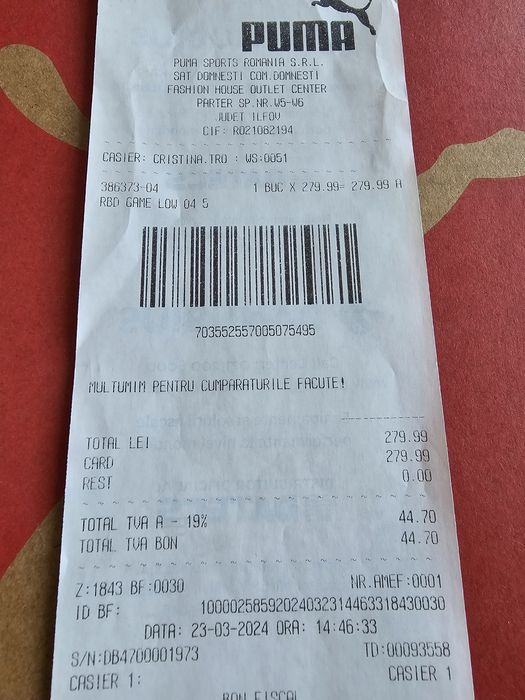 PUMA
PUMA SPORTS ROMANIA S.R.L.
SAT DOMNESTI COM.DOMNESTI
FASHION HOUSE OUTLET CENTER
PARTER SP.NR.W5-W6
JUDET ILFOV
CIF: RO21082194
CASIER: CRISTINA.TRO : WS:0051
386373-04 1 BUC X 279.99= 279.99 A
RBD GAME LOW 04 5
703552557005075495
MULTUMIM PENTRU CUMPARATURILE FACUTE!
TOTAL LEI 279.99
CARD 279.99
REST 0.00
TOTAL TVA A - 19% 44.70
TOTAL TVA BON 44.70
Z:1843 BF:0030 NR.AMEF:0001
ID BF: 10000258592024032314463318430030
DATA: 23-03-2024 ORA: 14:46:33
S/N:DB4700001973 TD:00093558
CASIER 1: CASIER 1
BON FISCAL